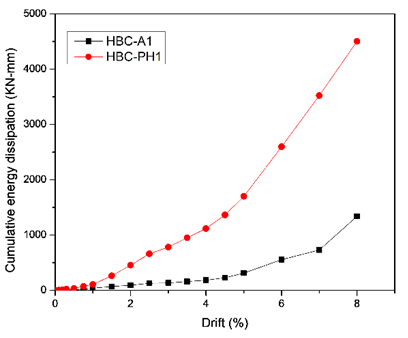 HBC-A1
HBC-PH1
Cumulative energy dissipation (KN-mm)
5000
4000
3000
2000
1000
0
0 2 4 6 8
Drift (%)